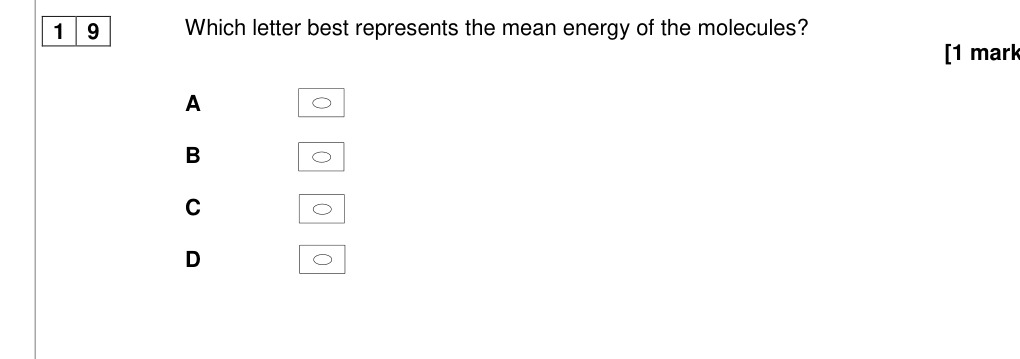 1 9 Which letter best represents the mean energy of the molecules?
[1 mark
A
B
C
D